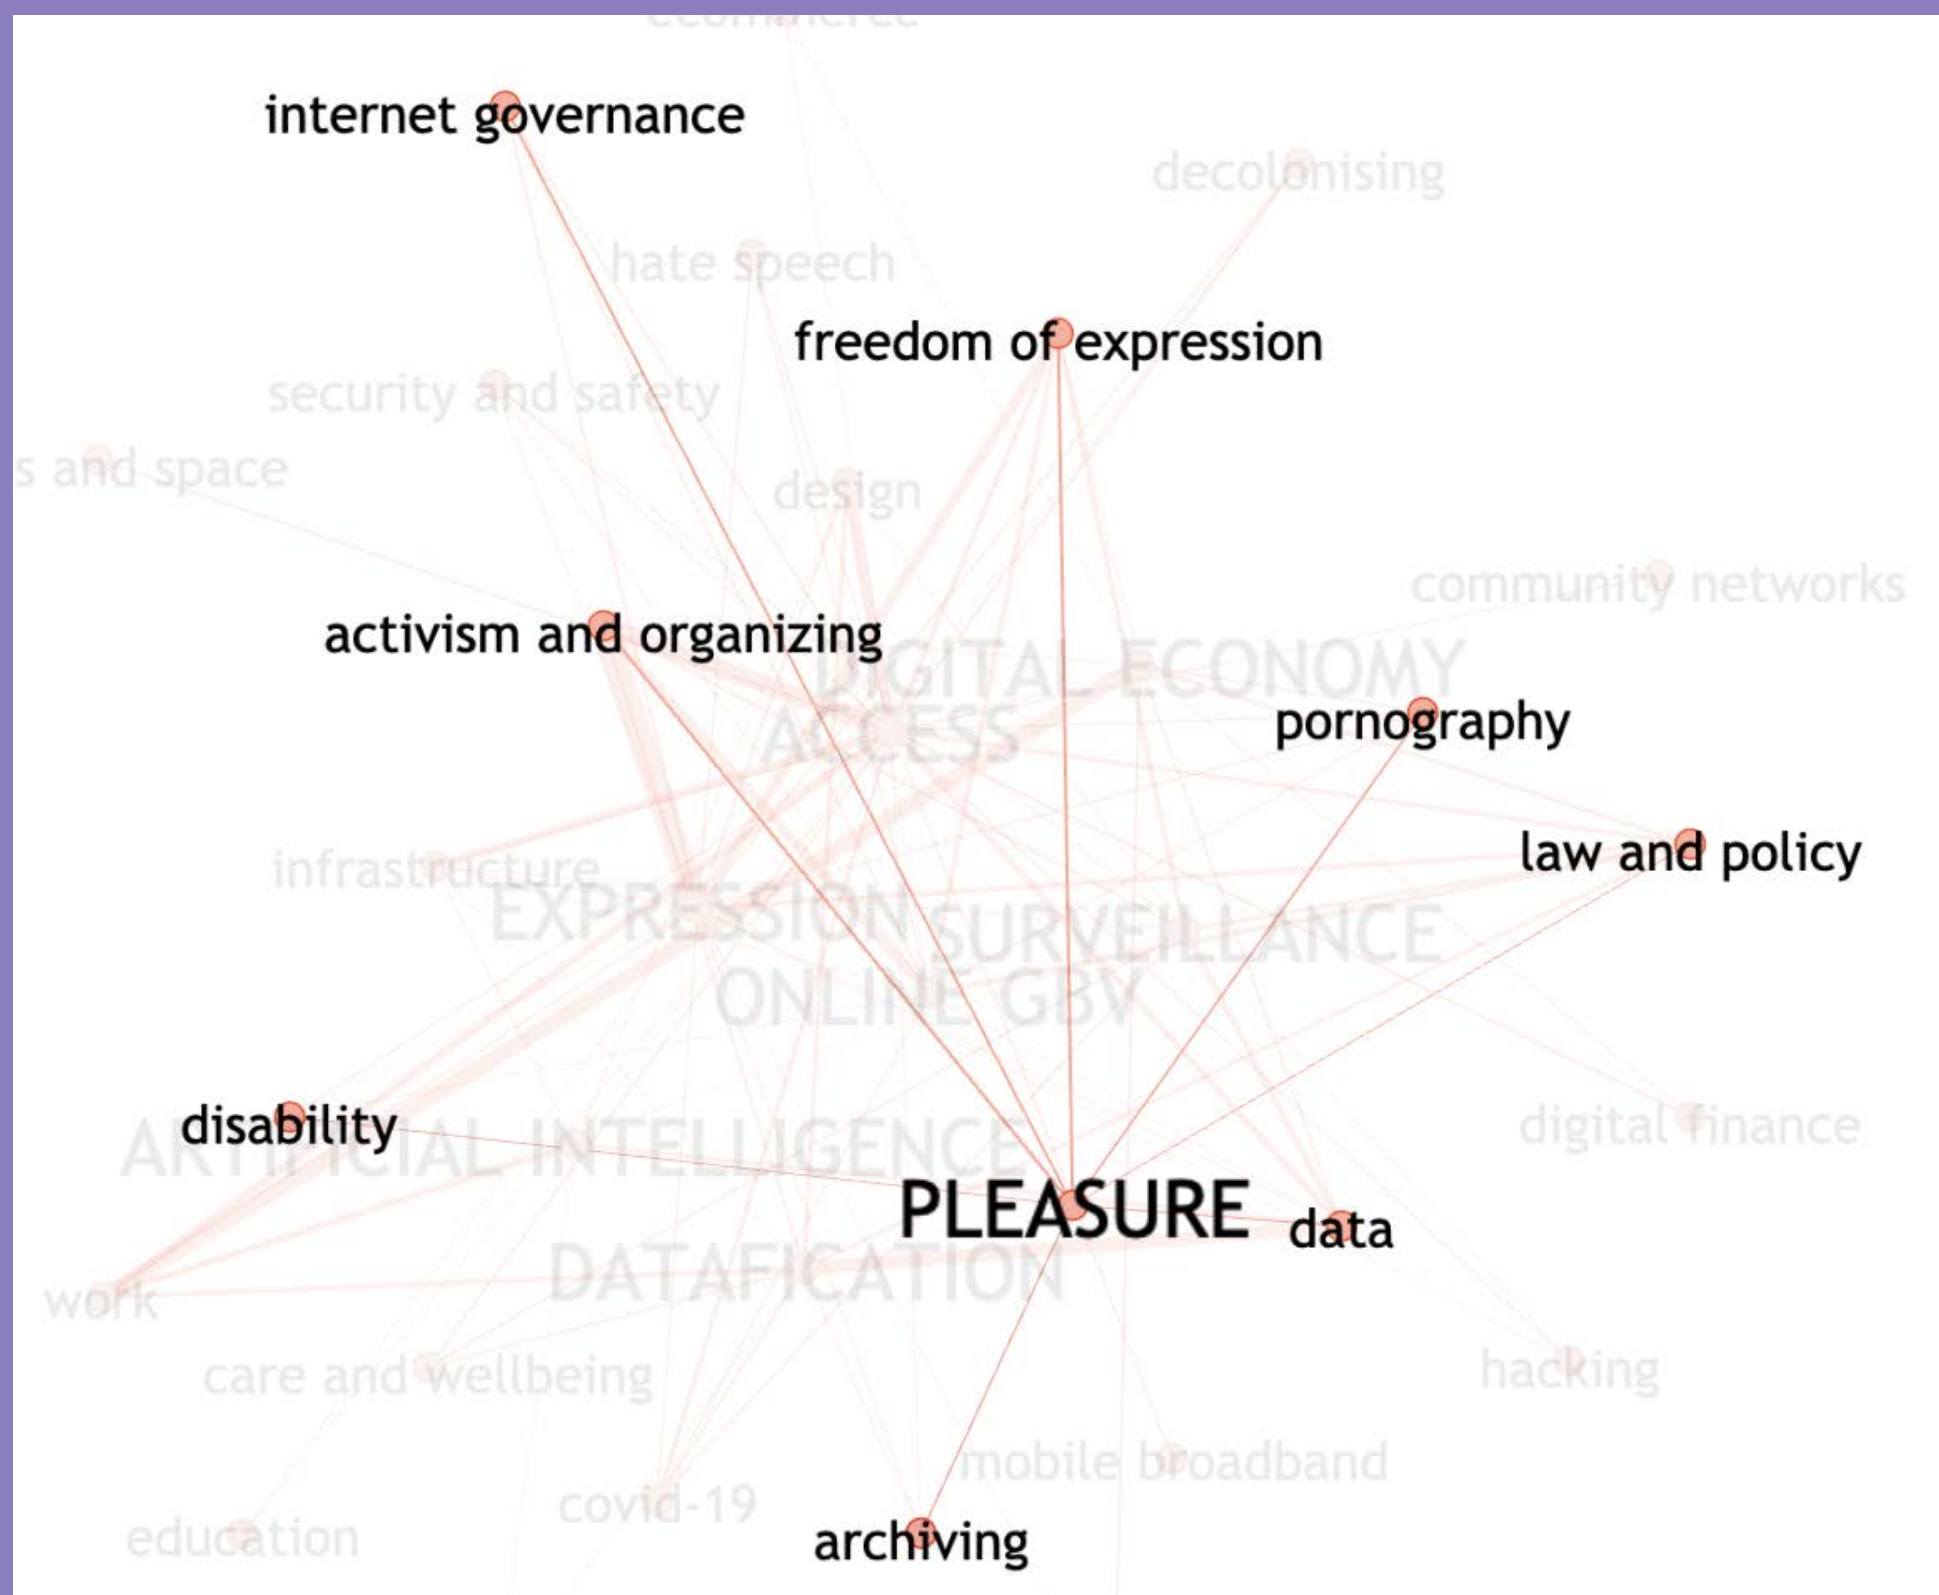 ecommerce
internet governance
decolonising
hate speech
freedom of expression
security and safety
s and space
design
community networks
activism and organizing
DIGITAL ECONOMY
ACCESS
pornography
law and policy
infrastructure
EXPRESSION
SURVEILLANCE
ONLINE GBV
disability
digital finance
ARTIFICIAL INTELLIGENCE
PLEASURE
data
DATAFICATION
work
care and wellbeing
hacking
mobile broadband
covid-19
education
archiving